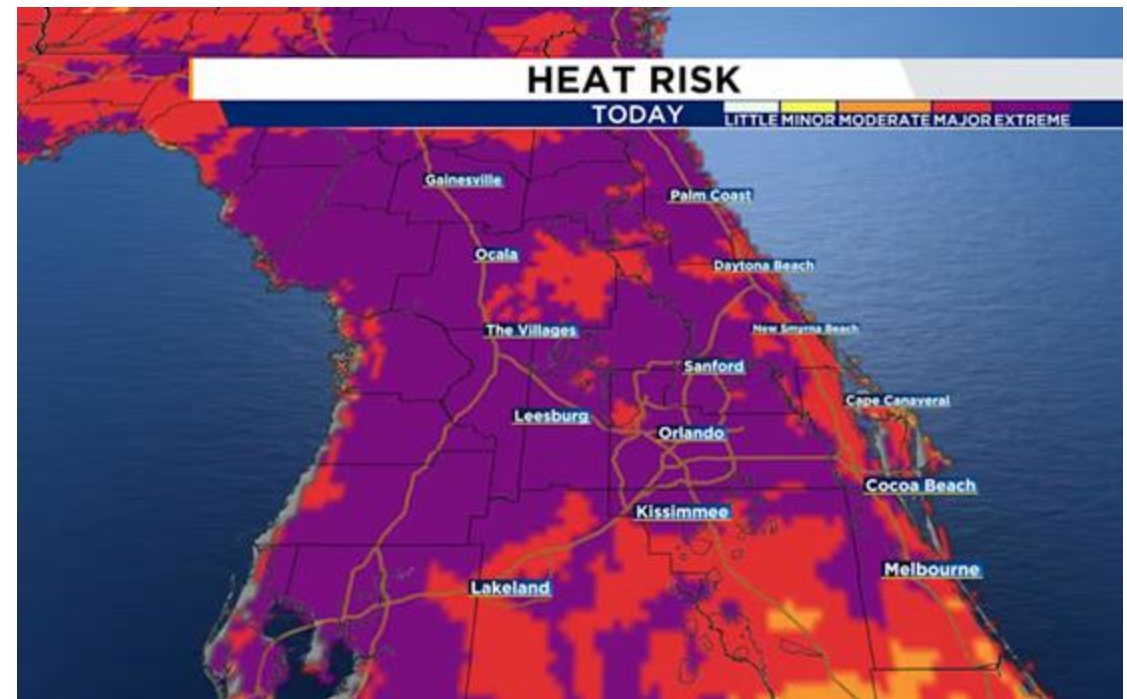 HEAT RISK
TODAY
LITTLE MINOR MODERATE MAJOR EXTREME
Gainesville
Palm Coast
Ocala
Daytona Beach
The Villages
New Smyrna Beach
Sanford
Cape Canaveral
Leesburg
Orlando
Cocoa Beach
Kissimmee
Melbourne
Lakeland